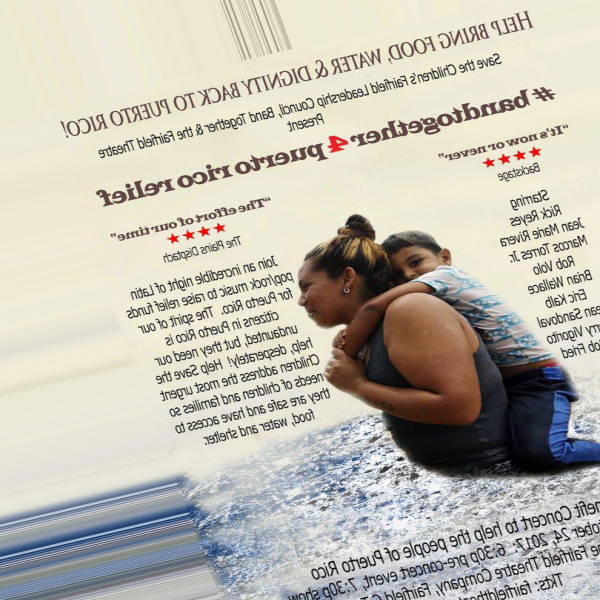 HELP BRING FOOD, WATER & DIGNITY BACK TO PUERTO RICO!
Save the Children's Fairfield Leadership Council, Band Together & the Fairfield Theatre
Present
#bandtogether4puerto rico relief
"It's now or never"
Backstage
"The effort of our time"
The Plains Dispatch
Starring
Rick Reyes
Jean Marie Rivera
Marcos Torres Jr.
Rob Volo
Brian Wallace
Eric Kalb
Sandoval
Vigorito
Fried
Join an incredible night of Latin
pop/rock music to raise relief funds
for Puerto Rico. The spirit of our
citizens in Puerto Rico is
undaunted, but, they need our
help, desperately. Help Save the
Children address the most urgent
needs of children and families so
they are safe and have access to
food, water and shelter.
Concert to help the people of Puerto Rico
24, 2017: 6:30p pre-concert event, 7:30p show
Fairfield Theatre Company, Fairfield
Tkts: